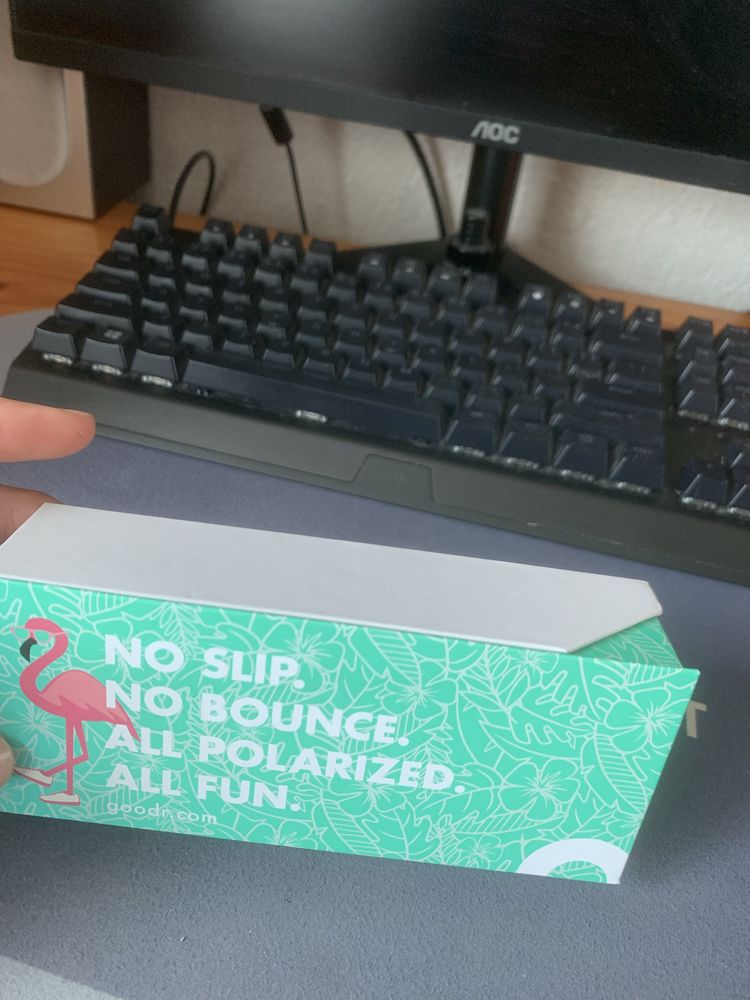 AOC
NO SLIP.
NO BOUNCE.
ALL POLARIZED.
ALL FUN.
goodr.com
T